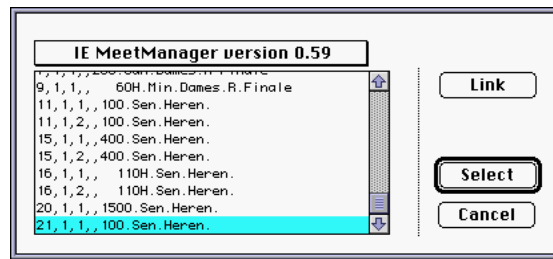 IE MeetManager version 0.59
9,1,1,,   60H.Min.Dames.R.Finale
11,1,1,,100.Sen.Heren.
11,1,2,,100.Sen.Heren.
15,1,1,,400.Sen.Heren.
15,1,2,,400.Sen.Heren.
16,1,1,,   110H.Sen.Heren.
16,1,2,,   110H.Sen.Heren.
20,1,1,,1500.Sen.Heren.
21,1,1,,100.Sen.Heren.
Link
Select
Cancel